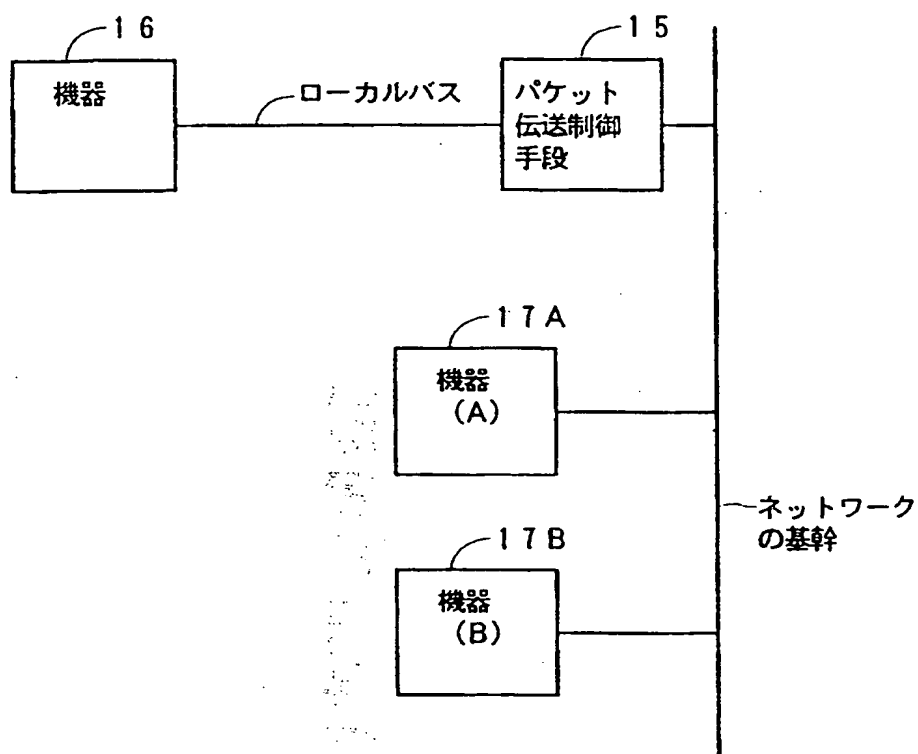 １６
機器
ローカルバス
１５
パケット
伝送制御
手段
１７A
機器
(A)
１７B
機器
(B)
ネットワーク
の基幹